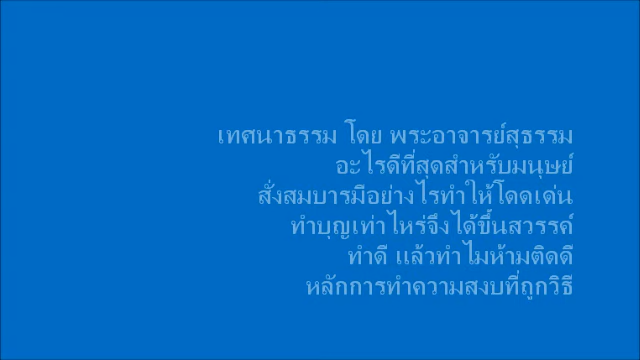 เทศนาธรรม โดย พระอาจารย์สุธรรม
อะไรดีที่สุดสำหรับมนุษย์
สั่งสมบารมีอย่างไรทำให้โดดเด่น
ทำบุญเท่าไหร่จึงได้ขึ้นสวรรค์
ทำดี แล้วทำไมห้ามติดดี
หลักการทำความสงบที่ถูกวิธี